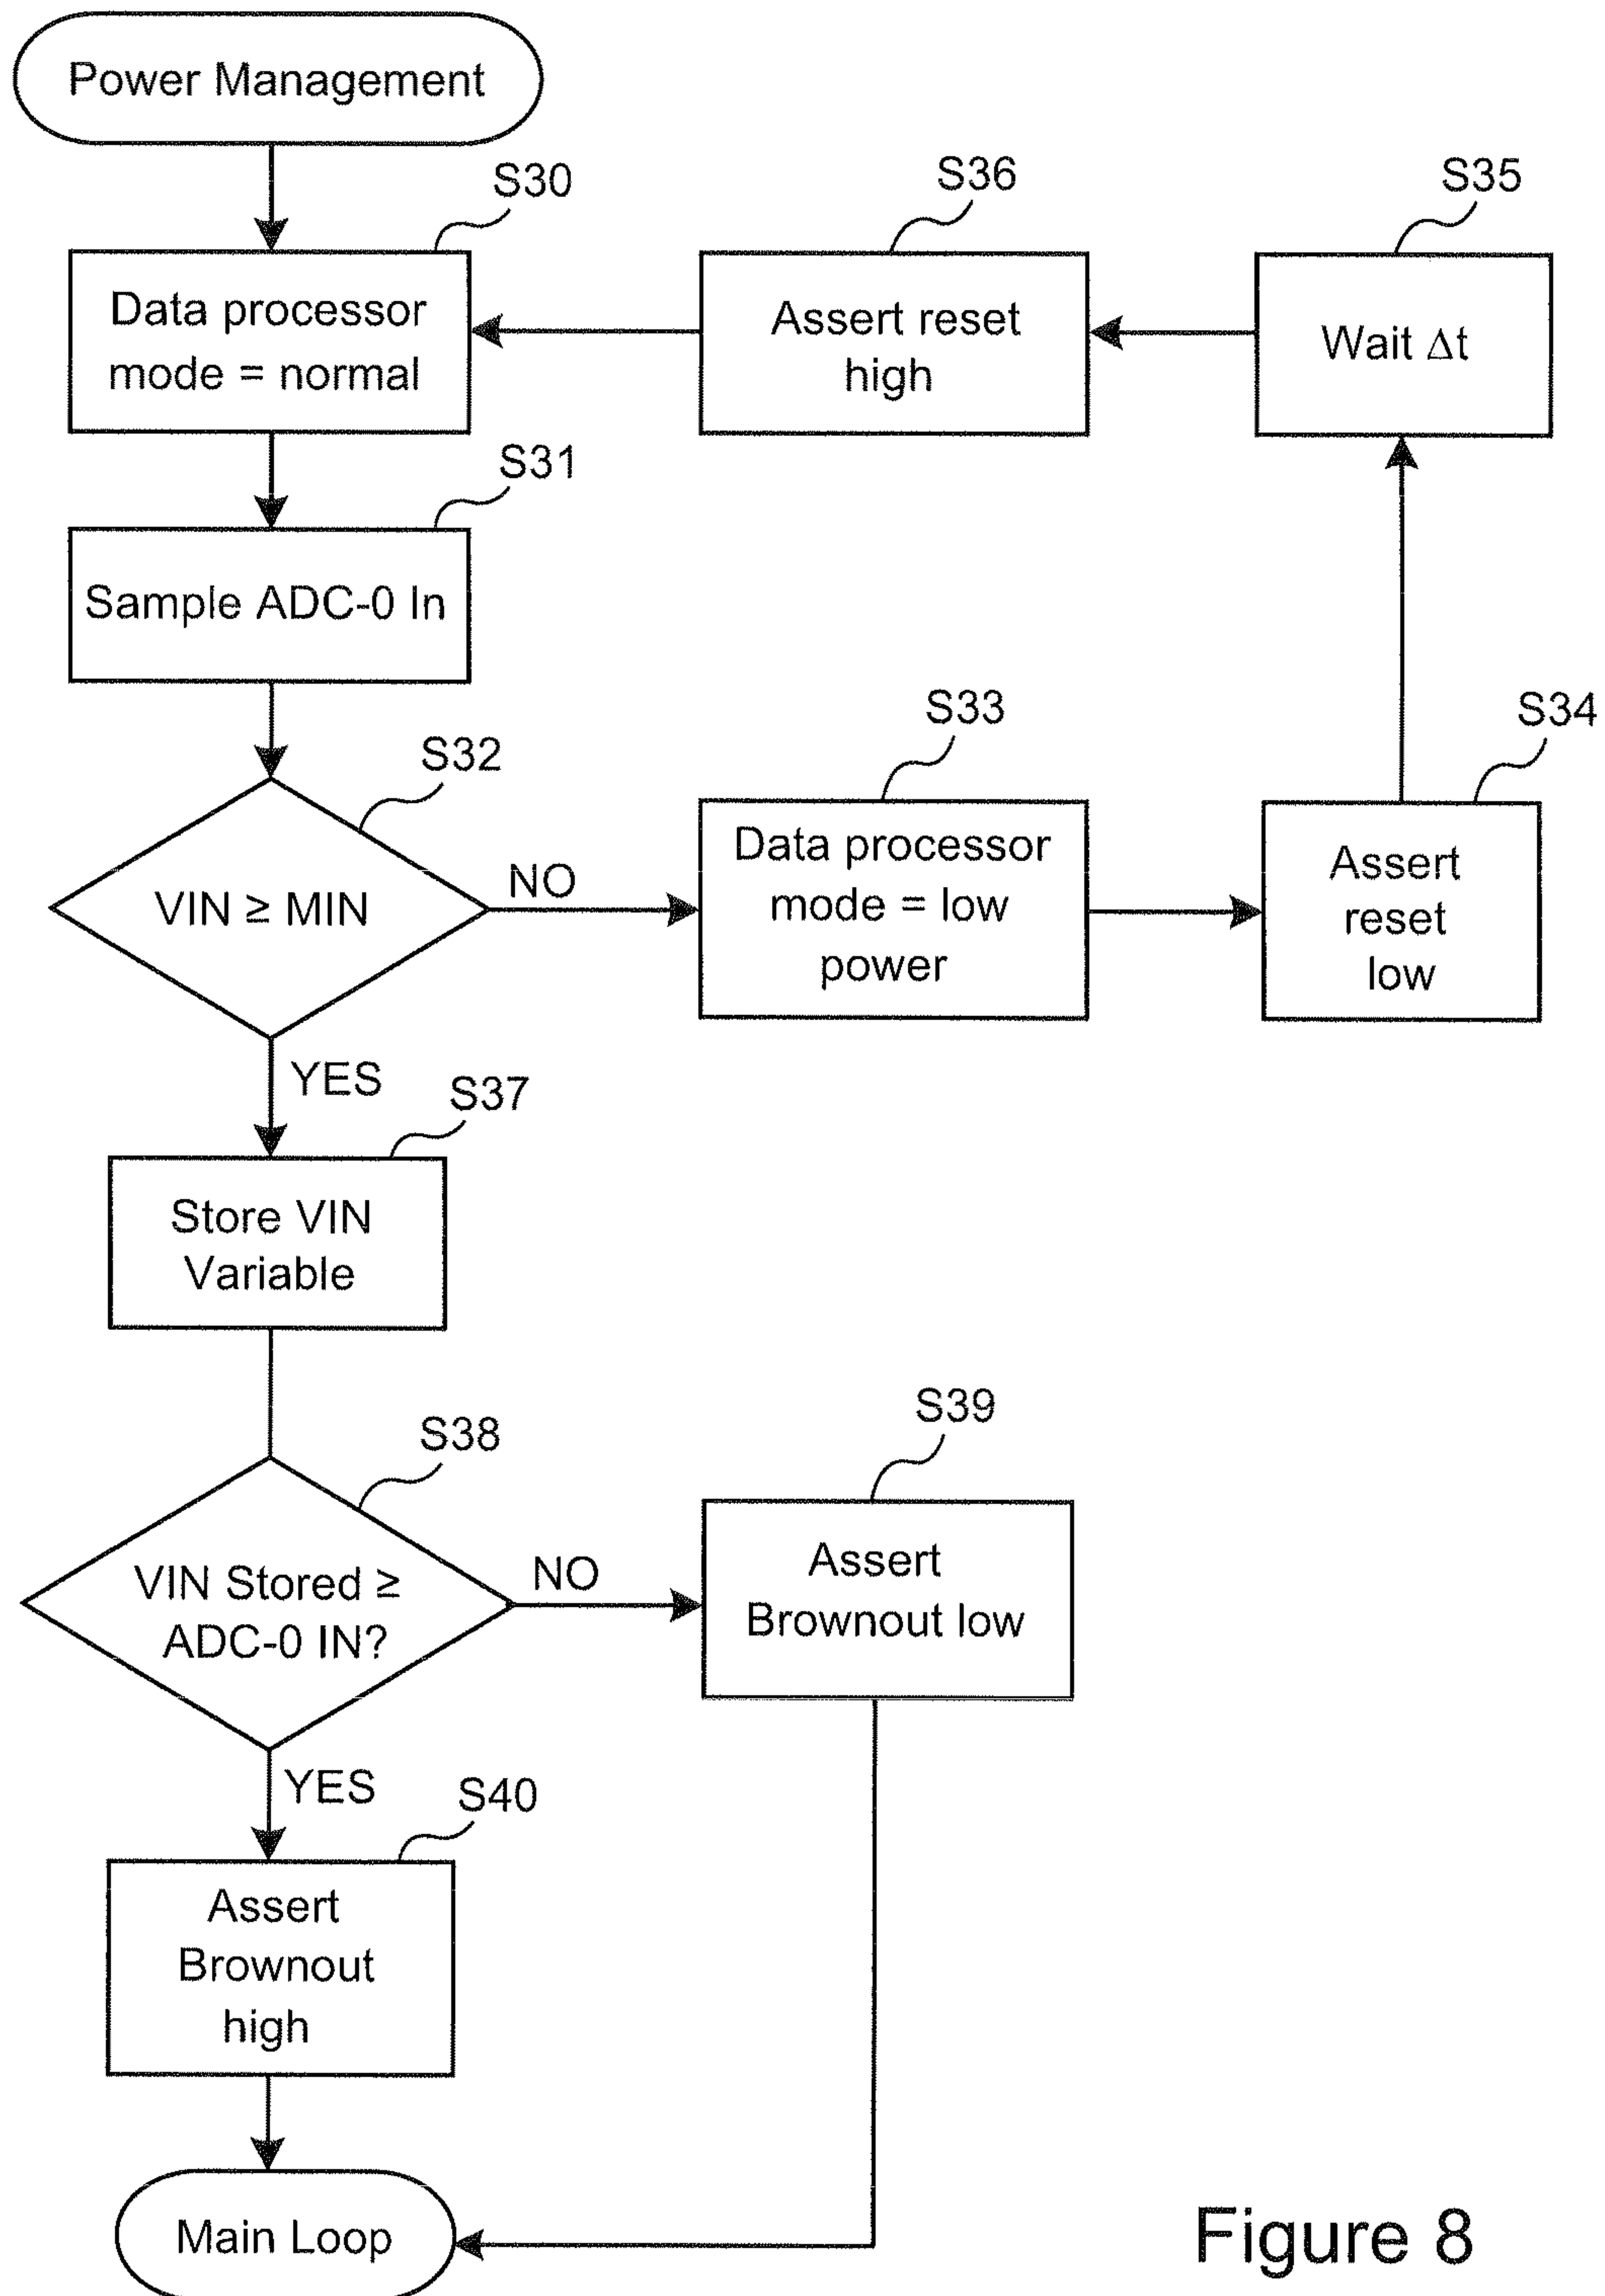 Power Management
S30
Data processor
mode = normal
S36
Assert reset
high
S35
Wait Δt
S31
Sample ADC-0 In
S32
VIN ≥ MIN
NO
S33
Data processor
mode = low
power
S34
Assert
reset
low
YES
S37
Store VIN
Variable
S38
VIN Stored ≥
ADC-0 IN?
NO
S39
Assert
Brownout low
YES
S40
Assert
Brownout
high
Main Loop
Figure 8